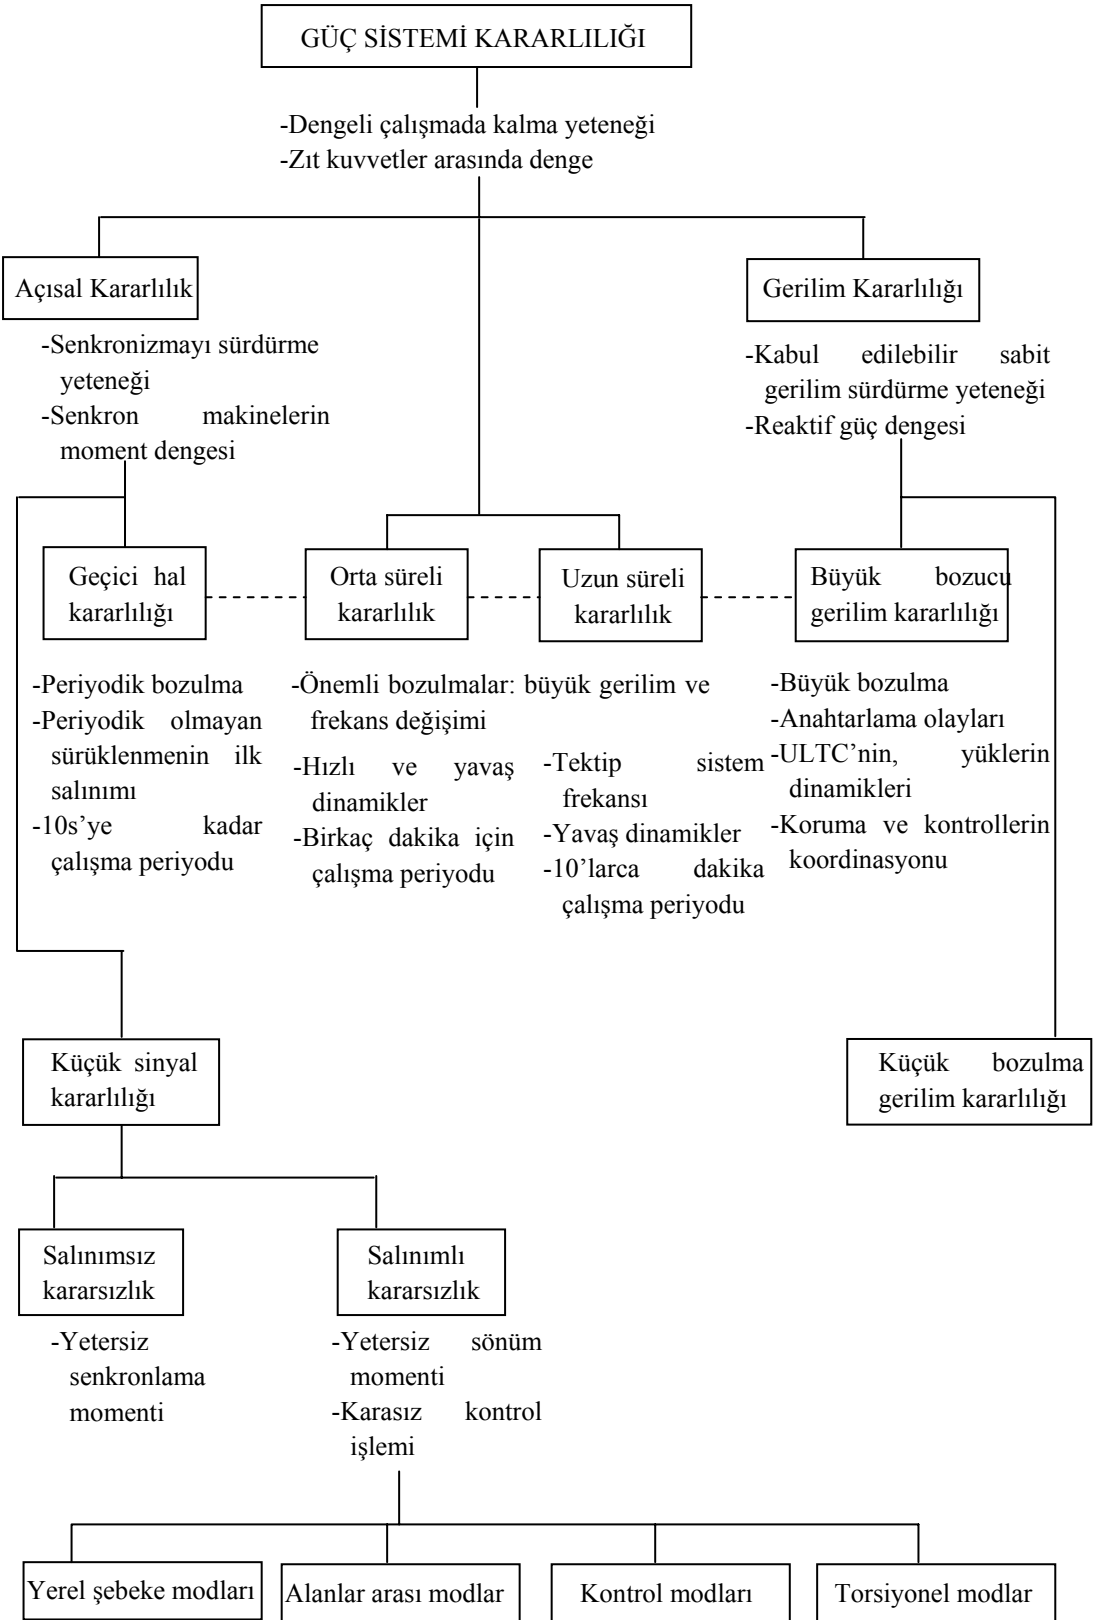 GÜÇ SİSTEMİ KARARLILIĞI
-Dengeli çalışmada kalma yeteneği
-Zıt kuvvetler arasında denge
Açısal Kararlılık
-Senkronizmayı sürdürme
yeteneği
-Senkron makinelerin
moment dengesi
Gerilim Kararlılığı
-Kabul edilebilir sabit
gerilim sürdürme yeteneği
-Reaktif güç dengesi
Geçici hal
kararlılığı
Orta süreli
kararlılık
Uzun süreli
kararlılık
Büyük bozucu
gerilim kararlılığı
-Periyodik bozulma
-Periyodik olmayan
sürüklenmenin ilk
salınımı
-10s’ye kadar
çalışma periyodu
-Önemli bozulmalar: büyük gerilim ve
frekans değişimi
-Hızlı ve yavaş
dinamikler
-Birkaç dakika için
çalışma periyodu
-Tektip sistem
frekansı
-Yavaş dinamikler
-10’larca dakika
çalışma periyodu
-Büyük bozulma
-Anahtarlama olayları
-ULTC’nin, yüklerin
dinamikleri
-Koruma ve kontrollerin
koordinasyonu
Küçük sinyal
kararlılığı
Küçük bozulma
gerilim kararlılığı
Salınımsız
kararsızlık
-Yetersiz
senkronlama
momenti
Salınımlı
kararsızlık
-Yetersiz sönüm
momenti
-Karasız kontrol
işlemi
Yerel şebeke modları
Alanlar arası modlar
Kontrol modları
Torsiyonel modlar